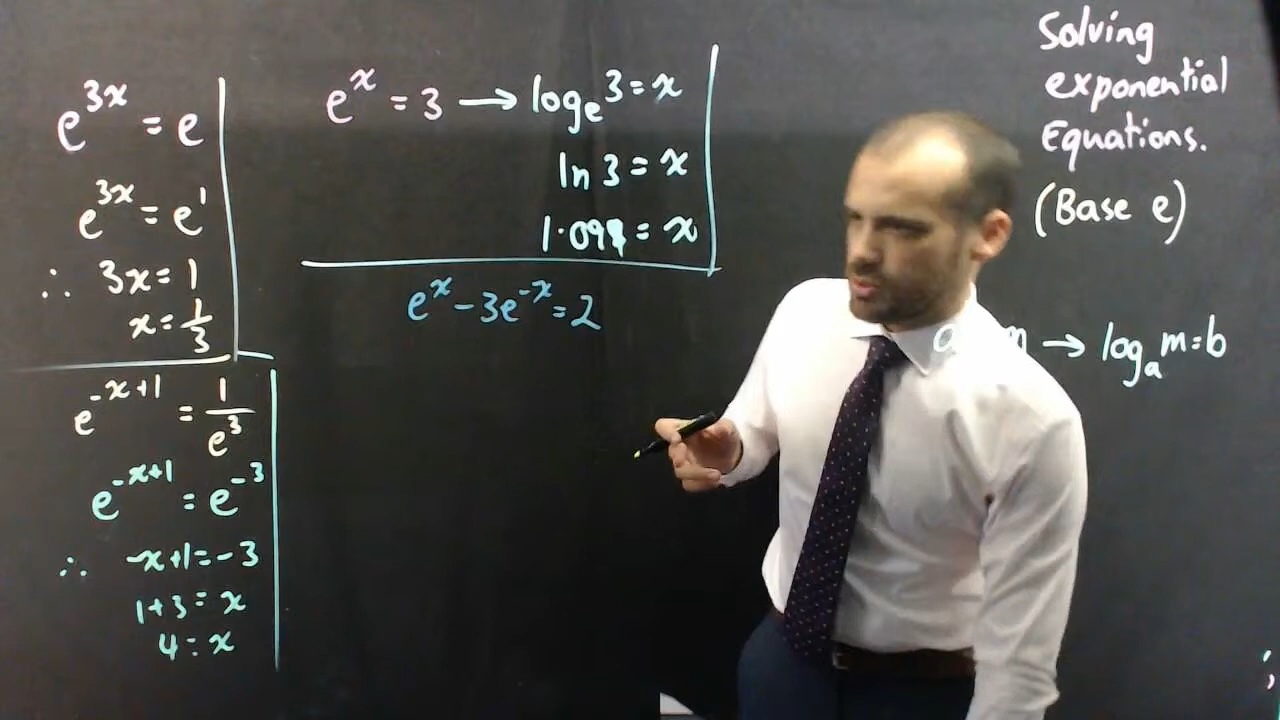 e^{3x} = e
e^{3x} = e^1
∴ 3x = 1
x = 1/3
e^{-x+1} = 1/e^3
e^{-x+1} = e^{-3}
∴ -x+1 = -3
1+3 = x
4 = x
e^x = 3 → log_e 3 = x
ln 3 = x
1.099 = x
e^x - 3e^{-x} = 2
Solving
exponential
Equations.
(Base e)
→ log_a m = b